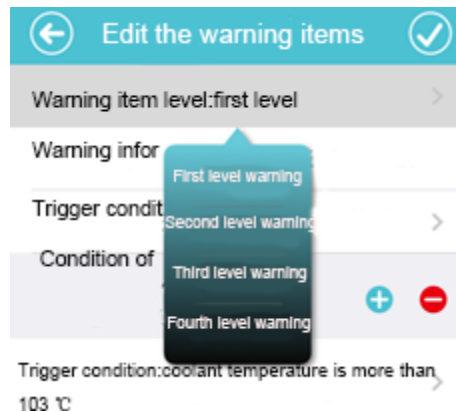 Edit the warning items
Warning item level:first level
Warning infor
First level warning
Trigger condit
Second level warning
Condition of
Third level warning
Fourth level warning
Trigger condition:coolant temperature is more than
103 ℃